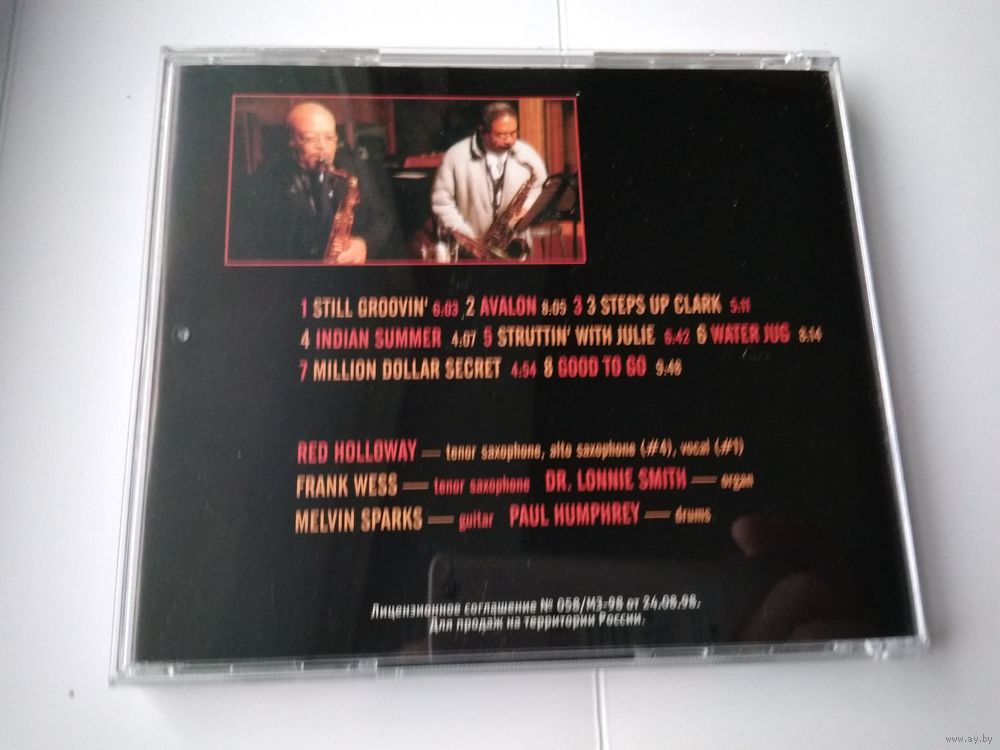 1 STILL GROOVIN' 6:03 2 AVALON 8:05 3 3 STEPS UP CLARK 5:11
4 INDIAN SUMMER 4:07 5 STRUTTIN' WITH JULIE 6:42 6 WATER JUG 8:14
7 MILLION DOLLAR SECRET 4:54 8 GOOD TO GO 9:48
RED HOLLOWAY — tenor saxophone, alto saxophone (#4), vocal (#1)
FRANK WESS — tenor saxophone DR. LONNIE SMITH — organ
MELVIN SPARKS — guitar PAUL HUMPHREY — drums
Лицензионное соглашение № 058/МЗ-98 от 24.08.98.
Для продаж на территории России.
www.ay.by